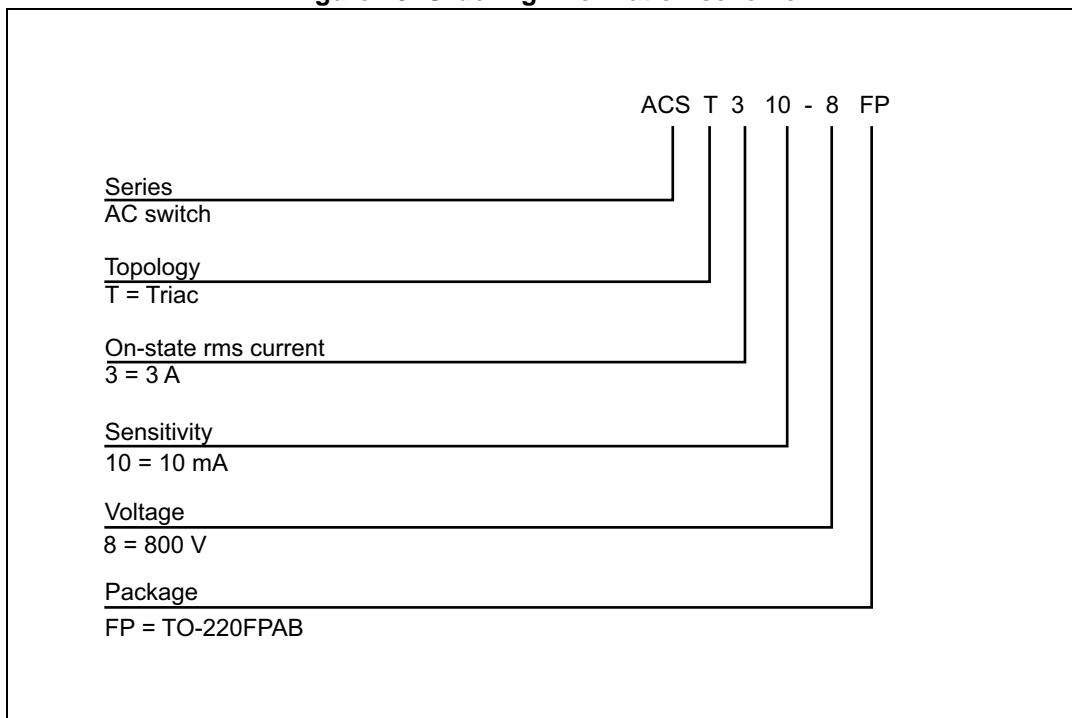 ACS T 3 10 - 8 FP
Series
AC switch
Topology
T = Triac
On-state rms current
3 = 3 A
Sensitivity
10 = 10 mA
Voltage
8 = 800 V
Package
FP = TO-220FPAB